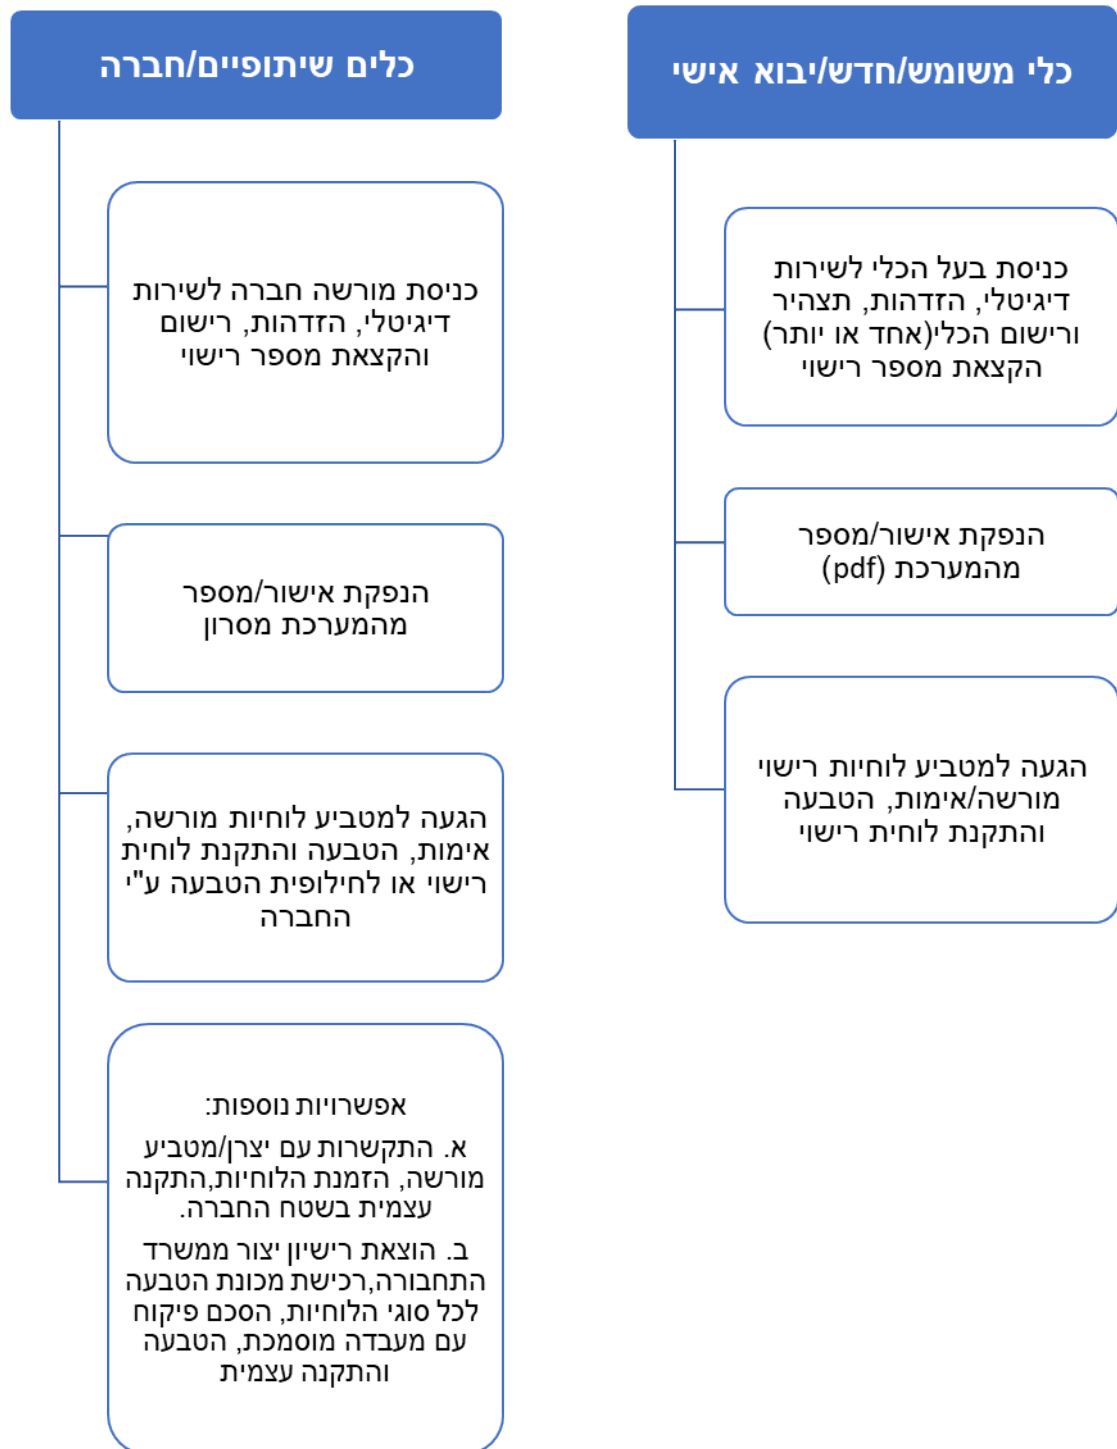 כלי משומש/חדש/יבוא אישי
כניסת בעל הכלי לשירות
דיגיטלי, הזדהות, תצהיר
ורישום הכלי(אחד או יותר)
הקצאת מספר רישוי
הנפקת אישור/מספר
מהמערכת (pdf)
הגעה למטביע לוחיות רישוי
מורשה/אימות, הטבעה
והתקנת לוחית רישוי
כלים שיתופיים/חברה
כניסת מורשה חברה לשירות
דיגיטלי, הזדהות, רישום
והקצאת מספר רישוי
הנפקת אישור/מספר
מהמערכת מסרון
הגעה למטביע לוחיות מורשה,
אימות, הטבעה והתקנת לוחית
רישוי או לחילופית הטבעה ע"י
החברה
אפשרויות נוספות:
א. התקשרות עם יצרן/מטביע
מורשה, הזמנת הלוחיות,התקנה
עצמית בשטח החברה.
ב. הוצאת רישיון יצור ממשרד
התחבורה,רכישת מכונת הטבעה
לכל סוגי הלוחיות, הסכם פיקוח
עם מעבדה מוסמכת, הטבעה
והתקנה עצמית